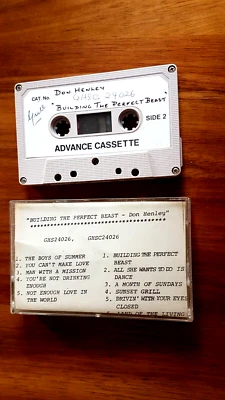 CAT. No.
DON HENLEY
GHSC 24026
"BUILDING THE PERFECT BEAST"
SIDE 2
ADVANCE CASSETTE
"BUILDING THE PERFECT BEAST - Don Henley"
****************************************
GHS24026, GHSC24026
1. THE BOYS OF SUMMER
2. YOU CAN'T MAKE LOVE
3. MAN WITH A MISSION
4. YOU'RE NOT DRINKING
ENOUGH
5. NOT ENOUGH LOVE IN
THE WORLD
1. BUILDING THE PERFECT
BEAST
2. ALL SHE WANTS TO DO IS
DANCE
3. A MONTH OF SUNDAYS
4. SUNSET GRILL
5. DRIVIN' WITH YOUR EYES
CLOSED
LAND OF THE LIVING